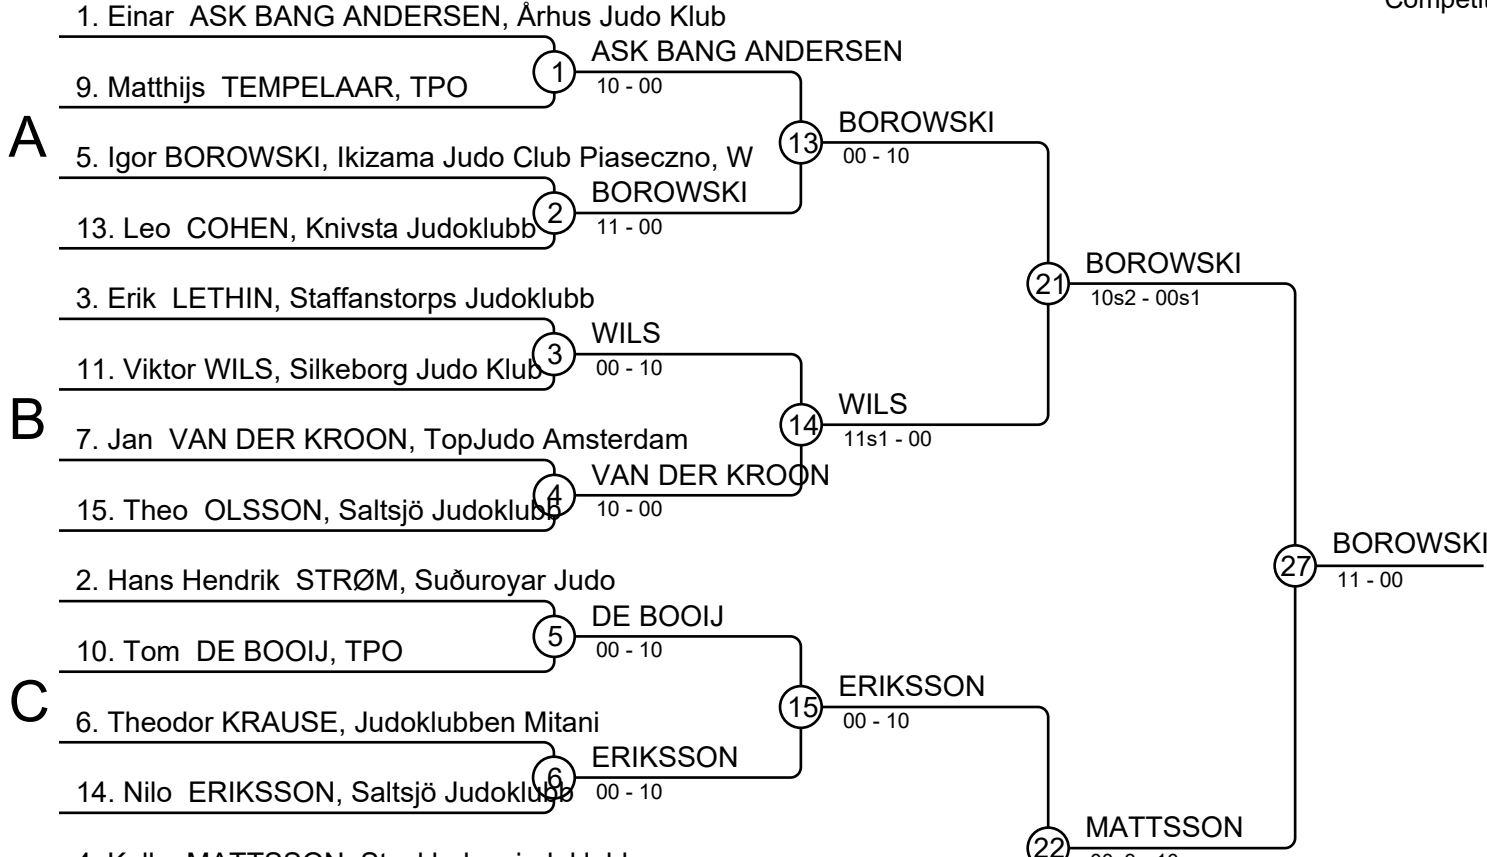 Competit
1. Einar  ASK BANG ANDERSEN, Århus Judo Klub
ASK BANG ANDERSEN
1
10 - 00
9. Matthijs  TEMPELAAR, TPO
A
BOROWSKI
13
00 - 10
5. Igor BOROWSKI, Ikizama Judo Club Piaseczno, W
BOROWSKI
2
11 - 00
13. Leo  COHEN, Knivsta Judoklubb
BOROWSKI
21
10s2 - 00s1
3. Erik  LETHIN, Staffanstorps Judoklubb
WILS
3
00 - 10
11. Viktor WILS, Silkeborg Judo Klub
B
WILS
14
11s1 - 00
7. Jan  VAN DER KROON, TopJudo Amsterdam
VAN DER KROON
4
10 - 00
15. Theo  OLSSON, Saltsjö Judoklubb
BOROWSKI
27
11 - 00
2. Hans Hendrik  STRØM, Suðuroyar Judo
DE BOOIJ
5
00 - 10
10. Tom  DE BOOIJ, TPO
C
ERIKSSON
15
00 - 10
6. Theodor KRAUSE, Judoklubben Mitani
ERIKSSON
6
00 - 10
14. Nilo  ERIKSSON, Saltsjö Judoklubb
MATTSSON
22